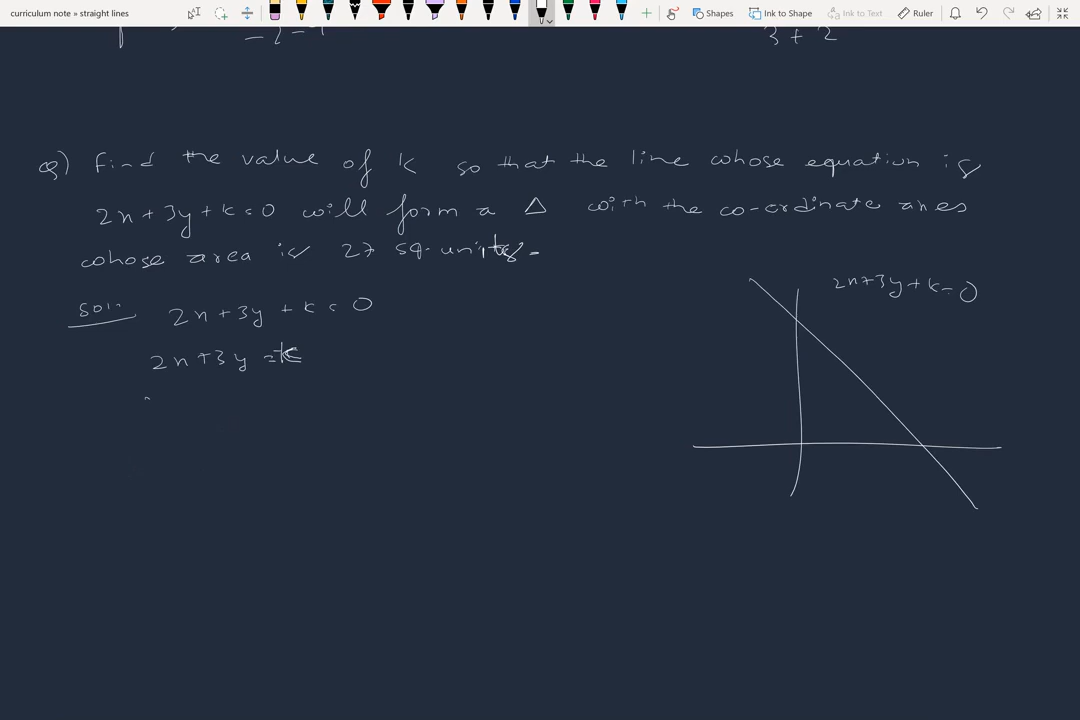 curriculum note » straight lines
Shapes Ink to Shape Ink to Text Ruler
3 + 2
Q) Find the value of K so that the line whose equation is
2x + 3y + k = 0 will form a Δ with the co-ordinate axes
whose area is 27 sq. units.
Soln
2x + 3y + k = 0
2x+3y+k=0
2x + 3y = -k